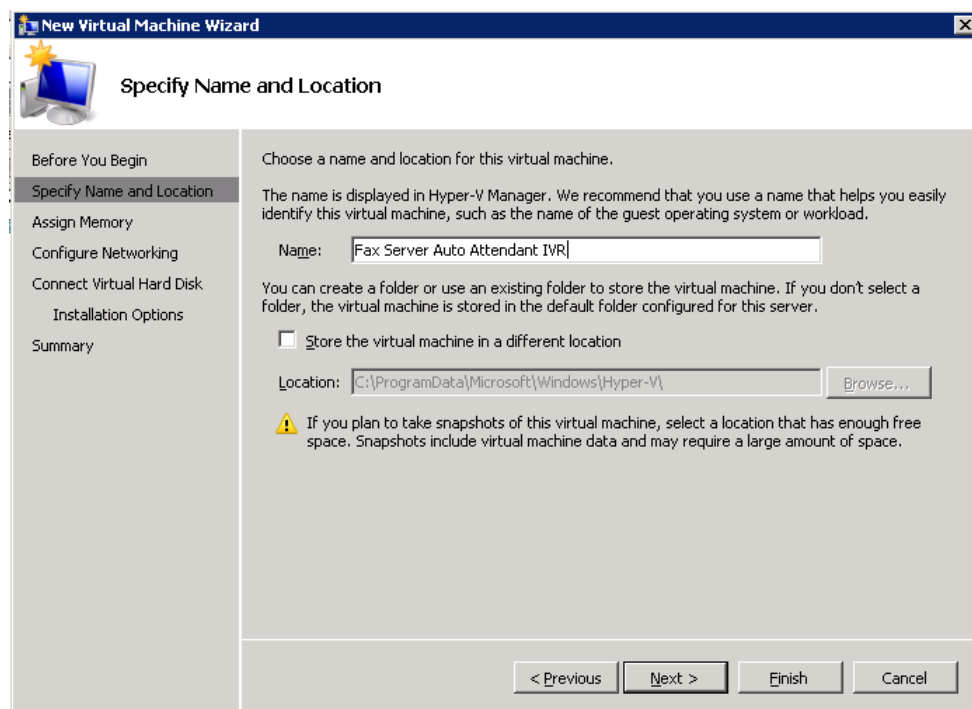 New Virtual Machine Wizard
Specify Name and Location
Before You Begin
Specify Name and Location
Assign Memory
Configure Networking
Connect Virtual Hard Disk
Installation Options
Summary
Choose a name and location for this virtual machine.
The name is displayed in Hyper-V Manager. We recommend that you use a name that helps you easily
identify this virtual machine, such as the name of the guest operating system or workload.
Name: Fax Server Auto Attendant IVR
You can create a folder or use an existing folder to store the virtual machine. If you don't select a
folder, the virtual machine is stored in the default folder configured for this server.
Store the virtual machine in a different location
Location: C:\ProgramData\Microsoft\Windows\Hyper-V\ Browse...
If you plan to take snapshots of this virtual machine, select a location that has enough free
space. Snapshots include virtual machine data and may require a large amount of space.
< Previous Next > Finish Cancel